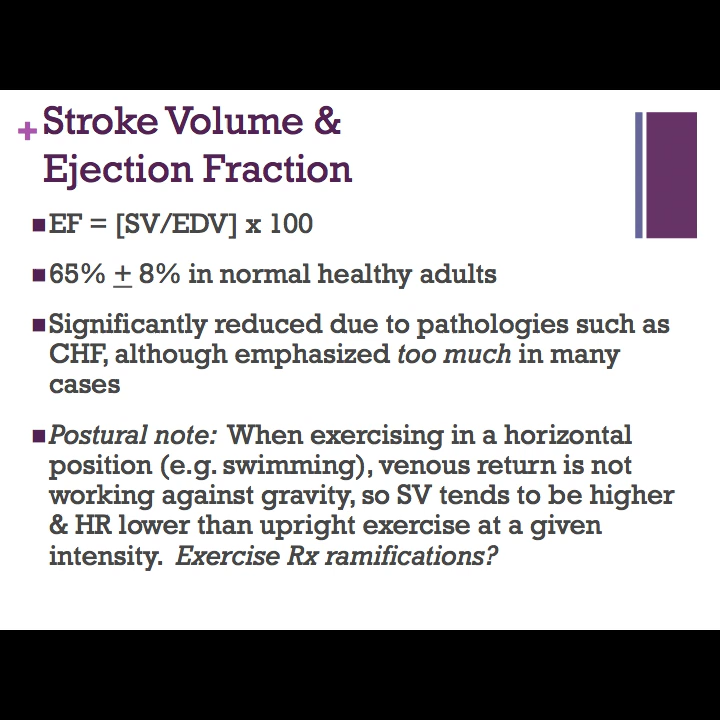 + Stroke Volume &
Ejection Fraction
■ EF = [SV/EDV] x 100
■ 65% ± 8% in normal healthy adults
■ Significantly reduced due to pathologies such as
CHF, although emphasized too much in many
cases
■ Postural note: When exercising in a horizontal
position (e.g. swimming), venous return is not
working against gravity, so SV tends to be higher
& HR lower than upright exercise at a given
intensity. Exercise Rx ramifications?